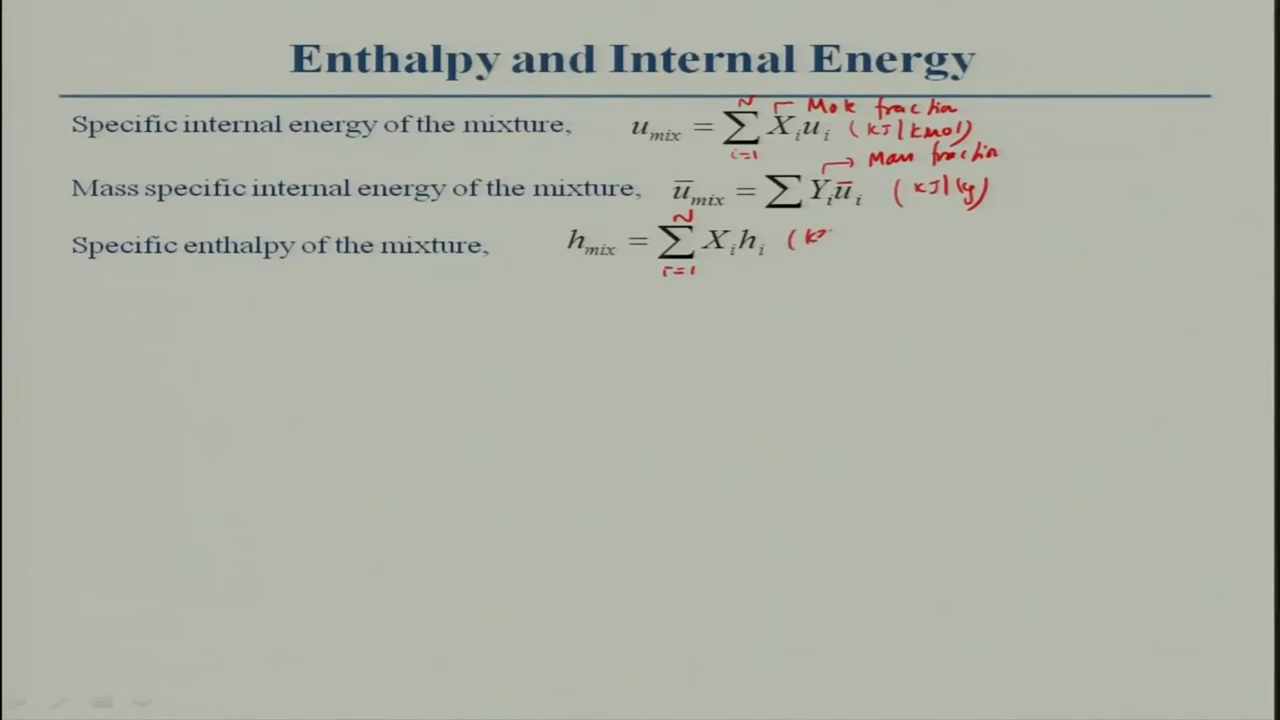 Enthalpy and Internal Energy
N Mole fraction
Specific internal energy of the mixture, u_mix = ∑ X_i u_i (kJ/kmol)
i=1 Mass fraction
Mass specific internal energy of the mixture, ū_mix = ∑ Y_i ū_i (kJ/kg)
N
Specific enthalpy of the mixture, h_mix = ∑ X_i h_i (k
i=1